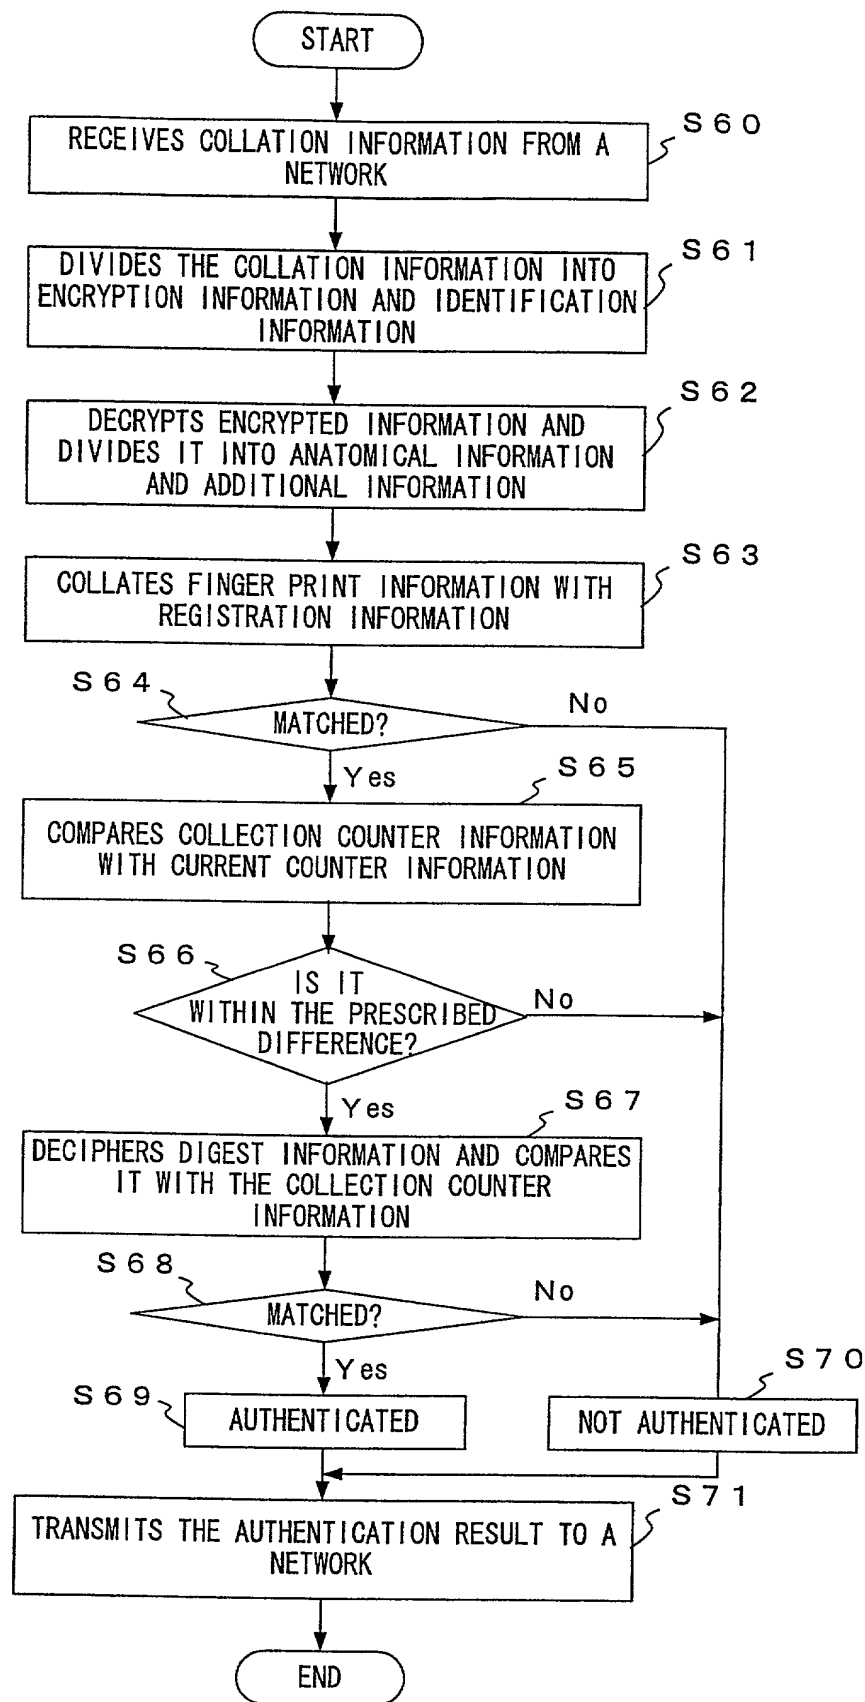 START
S60
RECEIVES COLLATION INFORMATION FROM A
NETWORK
S61
DIVIDES THE COLLATION INFORMATION INTO
ENCRYPTION INFORMATION AND IDENTIFICATION
INFORMATION
S62
DECRYPTS ENCRYPTED INFORMATION AND
DIVIDES IT INTO ANATOMICAL INFORMATION
AND ADDITIONAL INFORMATION
S63
COLLATES FINGER PRINT INFORMATION WITH
REGISTRATION INFORMATION
S64
MATCHED?
No
Yes
S65
COMPARES COLLECTION COUNTER INFORMATION
WITH CURRENT COUNTER INFORMATION
S66
IS IT
WITHIN THE PRESCRIBED
DIFFERENCE?
No
Yes
S67
DECIPHERS DIGEST INFORMATION AND COMPARES
IT WITH THE COLLECTION COUNTER
INFORMATION
S68
MATCHED?
No
Yes
S69
AUTHENTICATED
S70
NOT AUTHENTICATED
S71
TRANSMITS THE AUTHENTICATION RESULT TO A
NETWORK
END